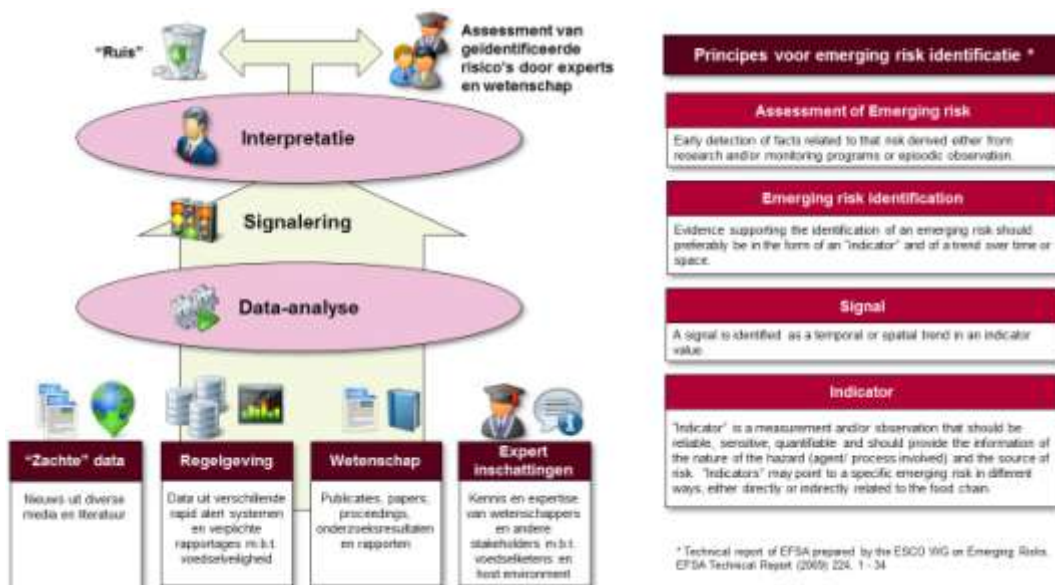 "Ruis"
Assessment van
geïdentificeerde
risico's door experts
en wetenschap
Interpretatie
Signalering
Data-analyse
"Zachte" data
Nieuws uit diverse
media en literatuur
Regelgeving
Data uit verschillende
rapid alert systemen
en verplichte
rapportages m.b.t.
voedselveiligheid
Wetenschap
Publicaties, papers,
proceedings,
onderzoeksresultaten
en rapporten
Expert
inschattingen
Kennis en expertise
van wetenschappers
en andere
stakeholders m.b.t.
voedselketens en
host environment
Principes voor emerging risk identificatie *
Assessment of Emerging risk
Early detection of facts related to that risk derived either from
research and/or monitoring programs or episodic observation.
Emerging risk identification
Evidence supporting the identification of an emerging risk should
preferably be in the form of an "indicator" and of a trend over time or
space.
Signal
A signal is identified as a temporal or spatial trend in an indicator
value
Indicator
"Indicator" is a measurement and/or observation that should be
reliable, sensitive, quantifiable and should provide the information of
the nature of the hazard (agent/ process involved) and the source of
risk. "Indicators" may point to a specific emerging risk in different
ways, either directly or indirectly related to the food chain.
* Technical report of EFSA prepared by the ESCO WG on Emerging Risks.
EFSA Technical Report (2009) 224, 1 - 34